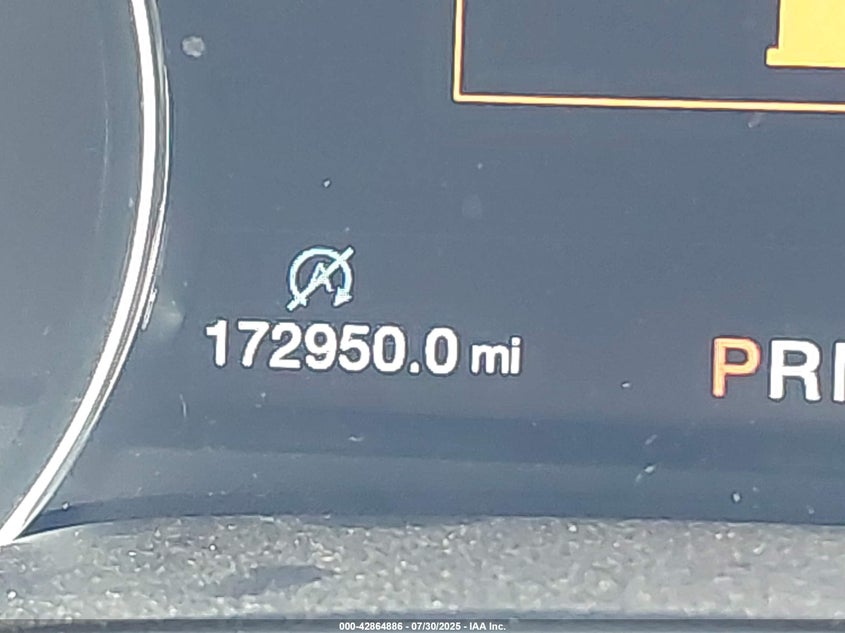 A
172950.0 mi
PR
000-42864886 - 07/30/2025 - IAA Inc.